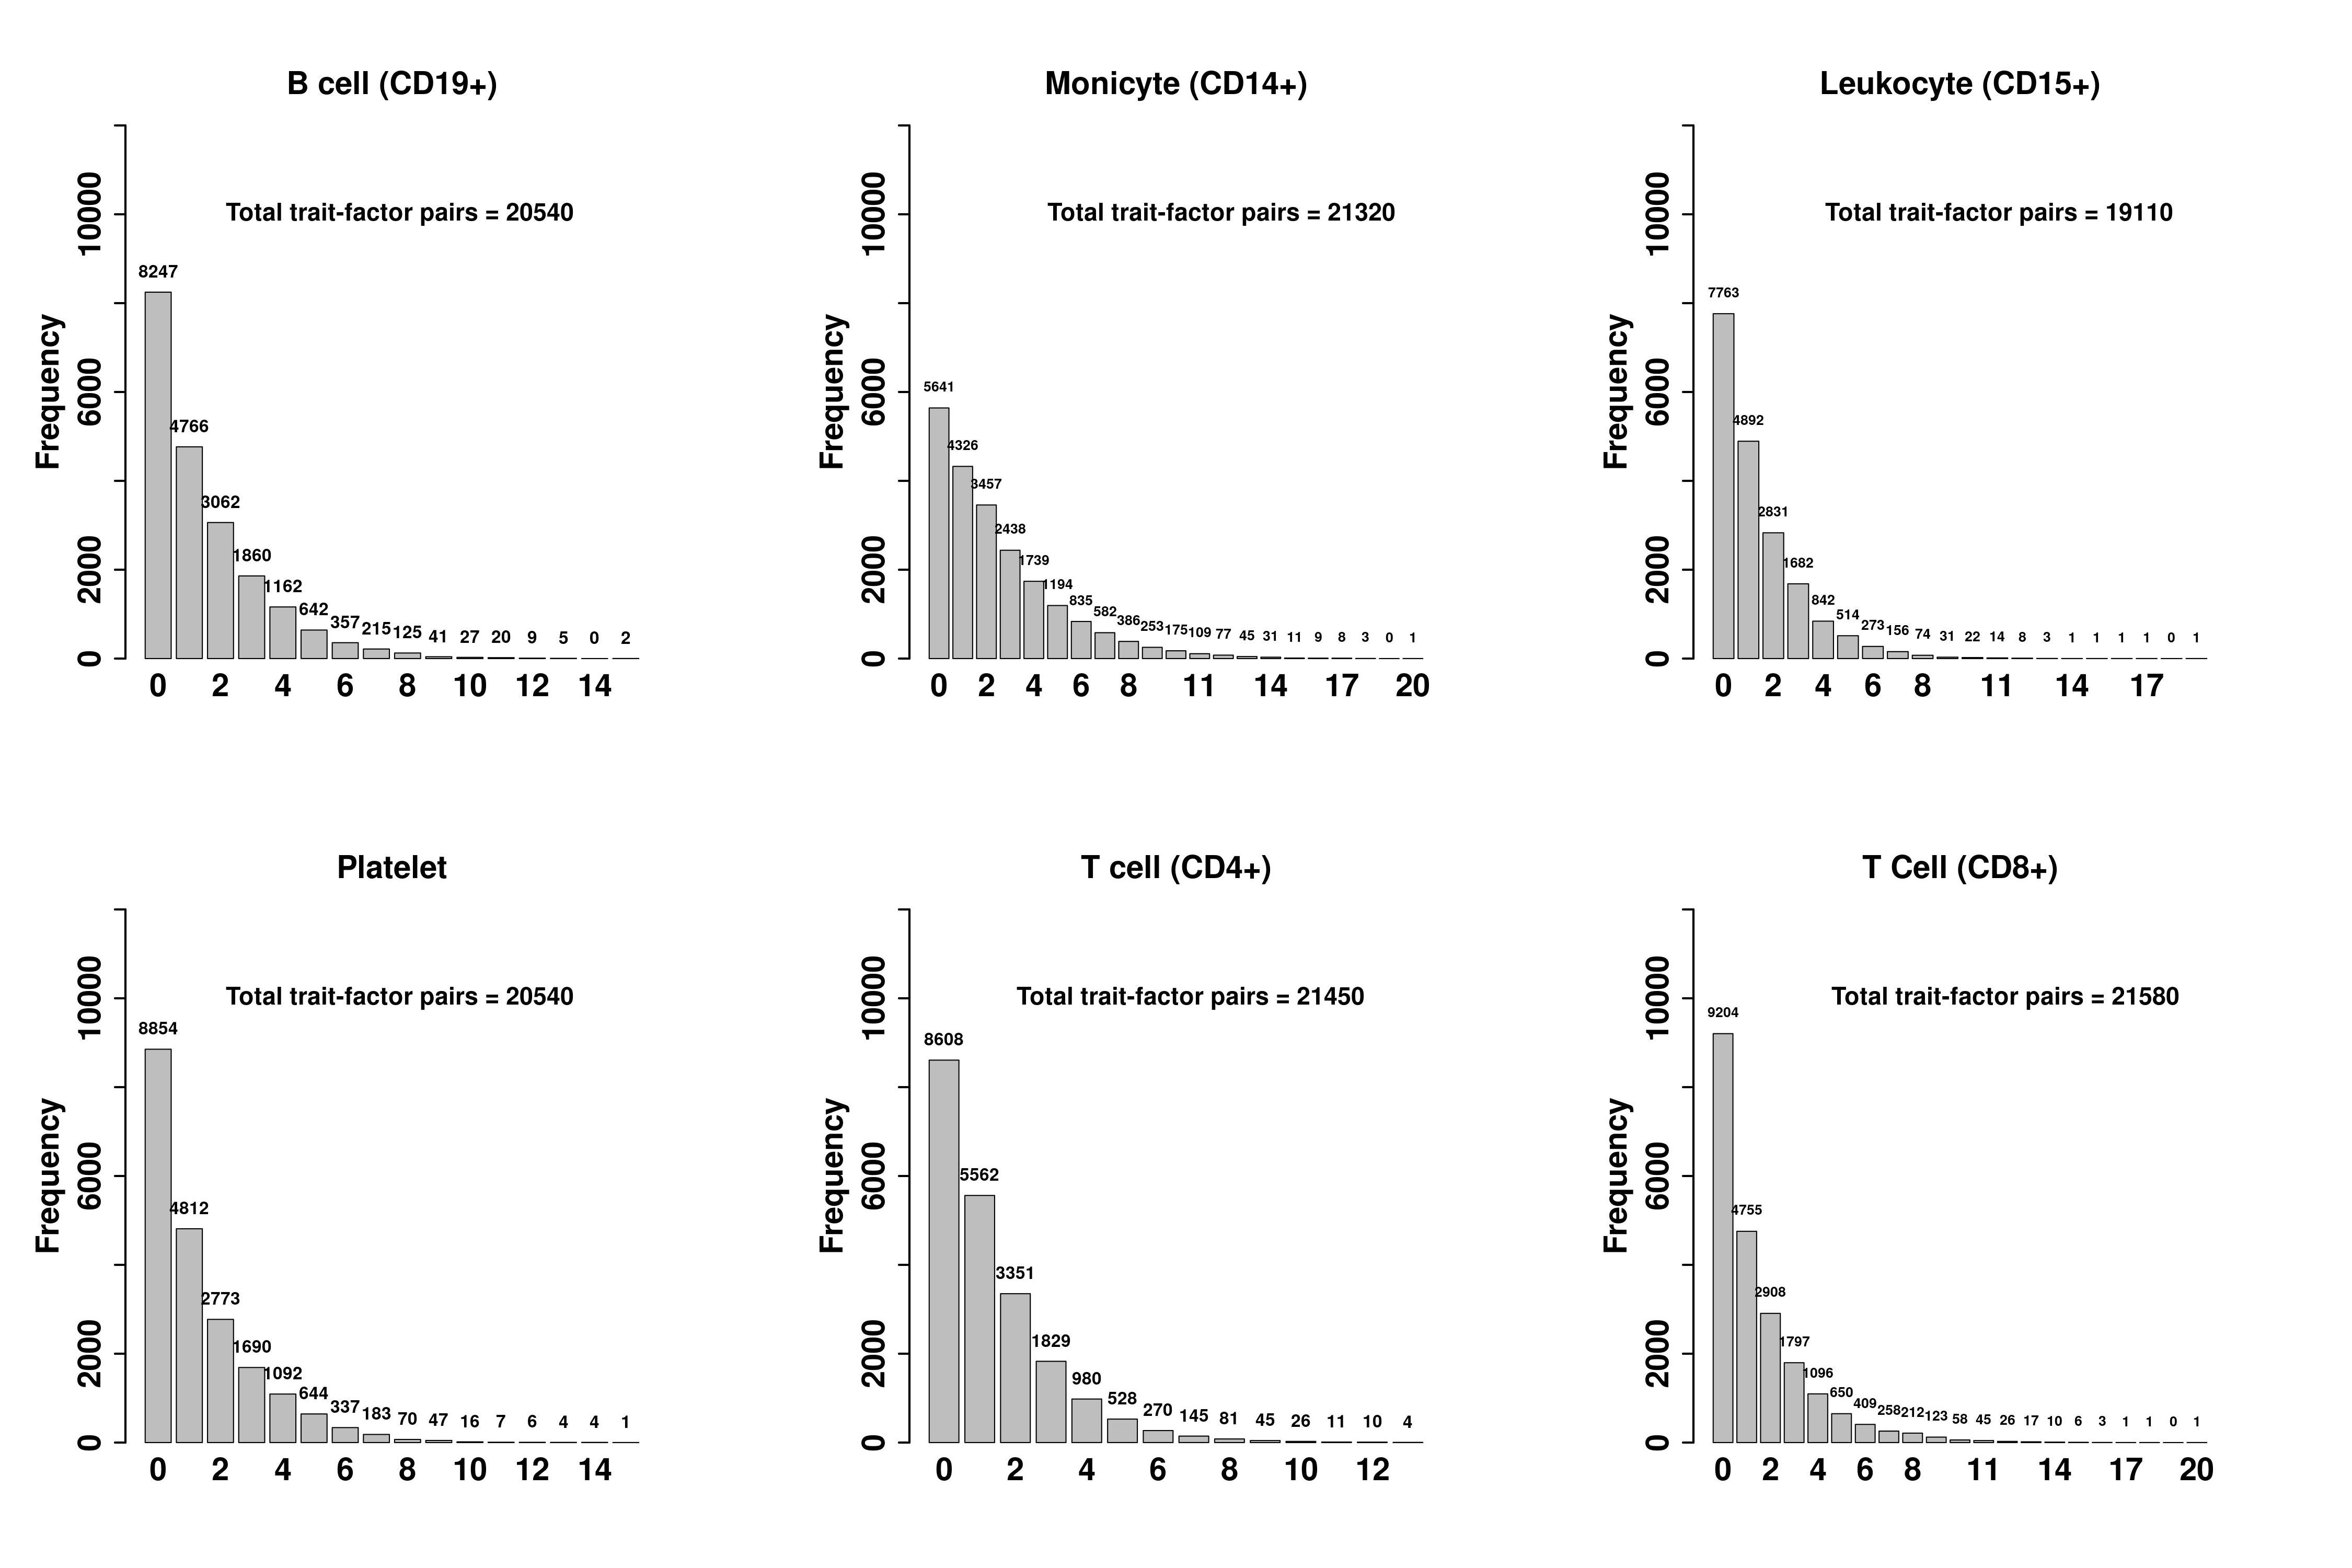 B cell (CD19+)
Total trait-factor pairs = 20540
Frequency
0 2000 6000 10000
8247 4766 3062 1860 1162 642 357 215 125 41 27 20 9 5 0 2
0 2 4 6 8 10 12 14
Monicyte (CD14+)
Total trait-factor pairs = 21320
Frequency
0 2000 6000 10000
5641 4326 3457 2438 1739 1194 835 582 386 253 175 109 77 45 31 11 9 8 3 0 1
0 2 4 6 8 11 14 17 20
Leukocyte (CD15+)
Total trait-factor pairs = 19110
Frequency
0 2000 6000 10000
7763 4892 2831 1682 842 514 273 156 74 31 22 14 8 3 1 1 1 1 0 1
0 2 4 6 8 11 14 17
Platelet
Total trait-factor pairs = 20540
Frequency
0 2000 6000 10000
8854 4812 2773 1690 1092 644 337 183 70 47 16 7 6 4 4 1
0 2 4 6 8 10 12 14
T cell (CD4+)
Total trait-factor pairs = 21450
Frequency
0 2000 6000 10000
8608 5562 3351 1829 980 528 270 145 81 45 26 11 10 4
0 2 4 6 8 10 12
T Cell (CD8+)
Total trait-factor pairs = 21580
Frequency
0 2000 6000 10000
9204 4755 2908 1797 1096 650 409 258 212 123 58 45 26 17 10 6 3 1 1 0 1
0 2 4 6 8 11 14 17 20